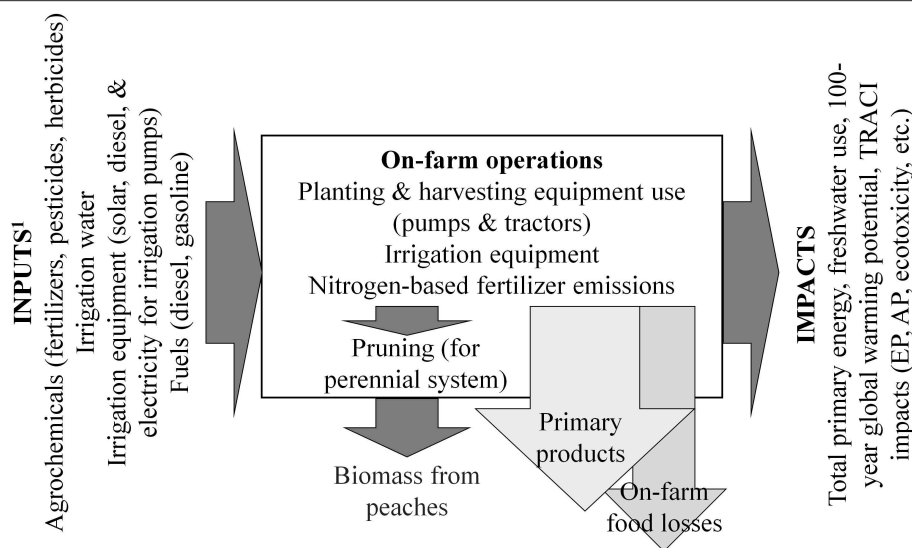 INPUTS¹
Agrochemicals (fertilizers, pesticides, herbicides)
Irrigation water
Irrigation equipment (solar, diesel, &
electricity for irrigation pumps)
Fuels (diesel, gasoline)
On-farm operations
Planting & harvesting equipment use
(pumps & tractors)
Irrigation equipment
Nitrogen-based fertilizer emissions
Pruning (for
perennial system)
Biomass from
peaches
Primary
products
On-farm
food losses
IMPACTS
Total primary energy, freshwater use, 100-
year global warming potential, TRACI
impacts (EP, AP, ecotoxicity, etc.)